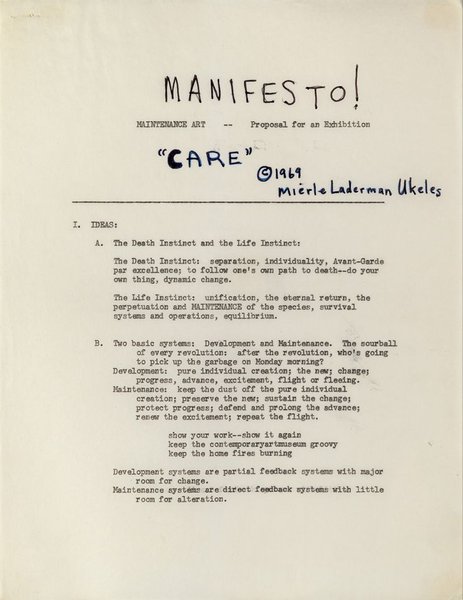 MANIFESTO!
MAINTENANCE ART -- Proposal for an Exhibition
"CARE"
©1969
Mierle Laderman Ukeles
I. IDEAS:
A. The Death Instinct and the Life Instinct:
The Death Instinct: separation, individuality, Avant-Garde
par excellence; to follow one's own path to death--do your
own thing, dynamic change.
The Life Instinct: unification, the eternal return, the
perpetuation and MAINTENANCE of the species, survival
systems and operations, equilibrium.
B. Two basic systems: Development and Maintenance. The sourball
of every revolution: after the revolution, who's going
to pick up the garbage on Monday morning?
Development: pure individual creation; the new; change;
progress, advance, excitement, flight or fleeing.
Maintenance: keep the dust off the pure individual
creation; preserve the new; sustain the change;
protect progress; defend and prolong the advance;
renew the excitement; repeat the flight.
show your work--show it again
keep the contemporaryartmuseum groovy
keep the home fires burning
Development systems are partial feedback systems with major
room for change.
Maintenance systems are direct feedback systems with little
room for alteration.